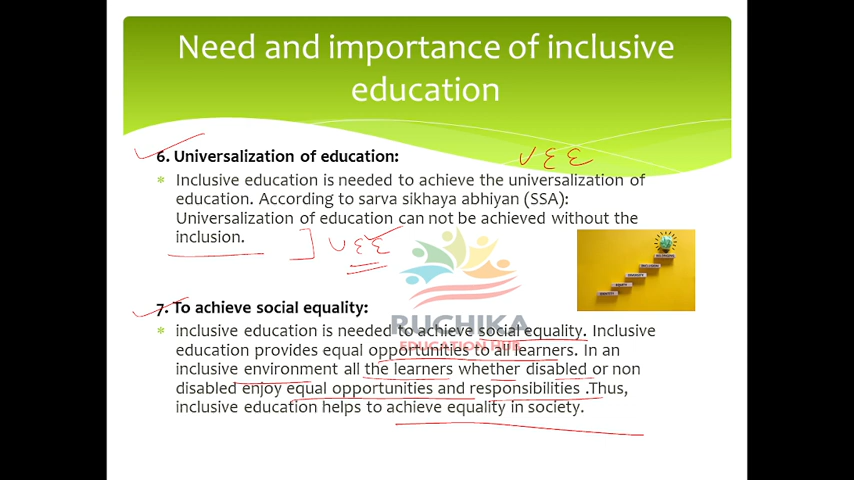 Need and importance of inclusive
education
6. Universalization of education:
VEE
Inclusive education is needed to achieve the universalization of
education. According to sarva sikhaya abhiyan (SSA):
Universalization of education can not be achieved without the
inclusion.
VEE
7. To achieve social equality:
inclusive education is needed to achieve social equality. Inclusive
education provides equal opportunities to all learners. In an
inclusive environment all the learners whether disabled or non
disabled enjoy equal opportunities and responsibilities .Thus,
inclusive education helps to achieve equality in society.
RUCHIKA
EDUCATION HUB